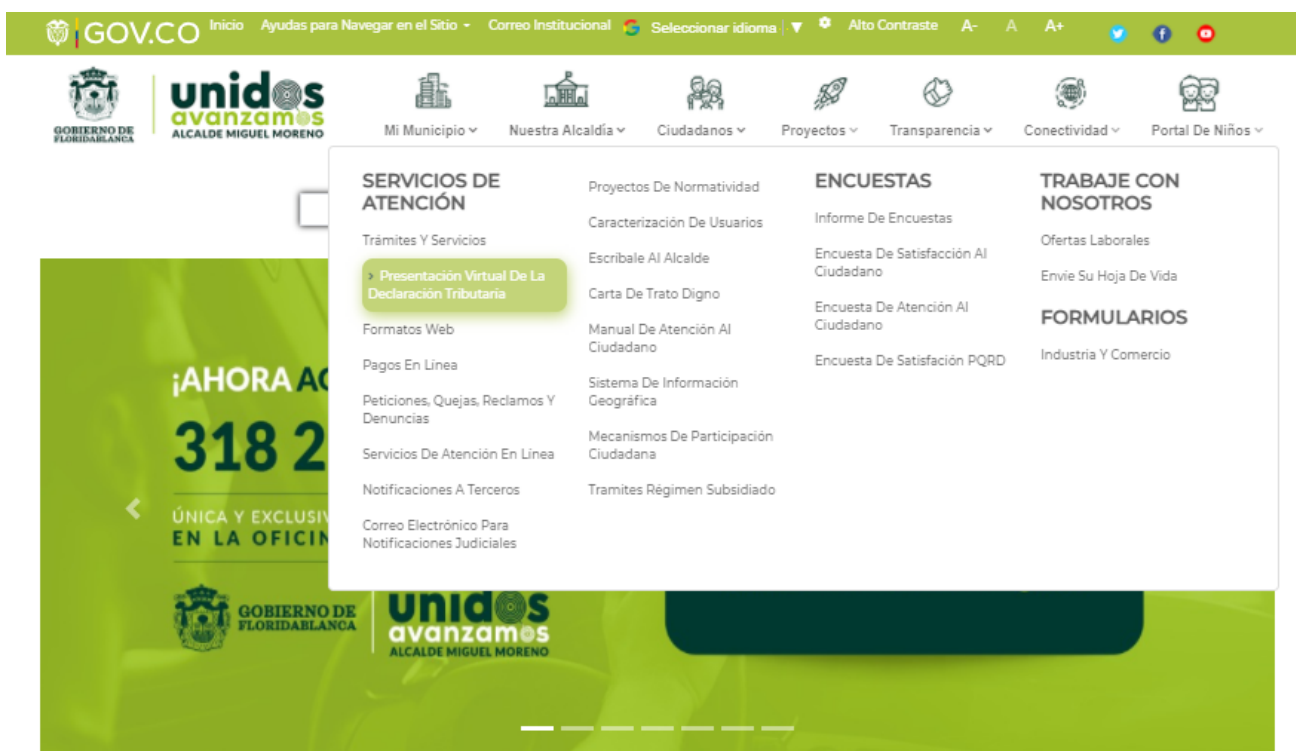 GOV.CO Inicio Ayudas para Navegar en el Sitio Correo Institucional G Seleccionar idioma ▼ Alto Contraste A- A A+
unidos
avanzamos
ALCALDE MIGUEL MORENO
GOBIERNO DE
FLORIDABLANCA
Mi Municipio Nuestra Alcaldía Ciudadanos Proyectos Transparencia Conectividad Portal De Niños
SERVICIOS DE
ATENCIÓN
Trámites Y Servicios
› Presentación Virtual De La
Declaración Tributaria
Formatos Web
Pagos En Línea
Peticiones, Quejas, Reclamos Y
Denuncias
Servicios De Atención En Línea
Notificaciones A Terceros
Correo Electrónico Para
Notificaciones Judiciales
Proyectos De Normatividad
Caracterización De Usuarios
Escribale Al Alcalde
Carta De Trato Digno
Manual De Atención Al
Ciudadano
Sistema De Información
Geográfica
Mecanismos De Participación
Ciudadana
Tramites Régimen Subsidiado
ENCUESTAS
Informe De Encuestas
Encuesta De Satisfacción Al
Ciudadano
Encuesta De Atención Al
Ciudadano
Encuesta De Satisfación PQRD
TRABAJE CON
NOSOTROS
Ofertas Laborales
Envie Su Hoja De Vida
FORMULARIOS
Industria Y Comercio
¡AHORA
318 2
ÚNICA Y
EN LA
GOBIERNO DE
FLORIDABLANCA
unidos
avanzamos
ALCALDE MIGUEL MORENO